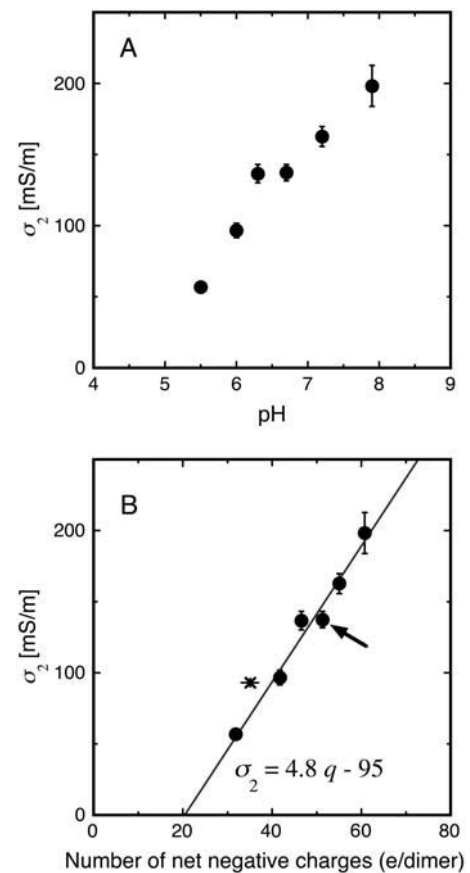 A
200
100
0
σ₂ [mS/m]
4 5 6 7 8 9
pH
B
200
100
0
σ₂ [mS/m]
σ₂ = 4.8 q - 95
0 20 40 60 80
Number of net negative charges (e/dimer)